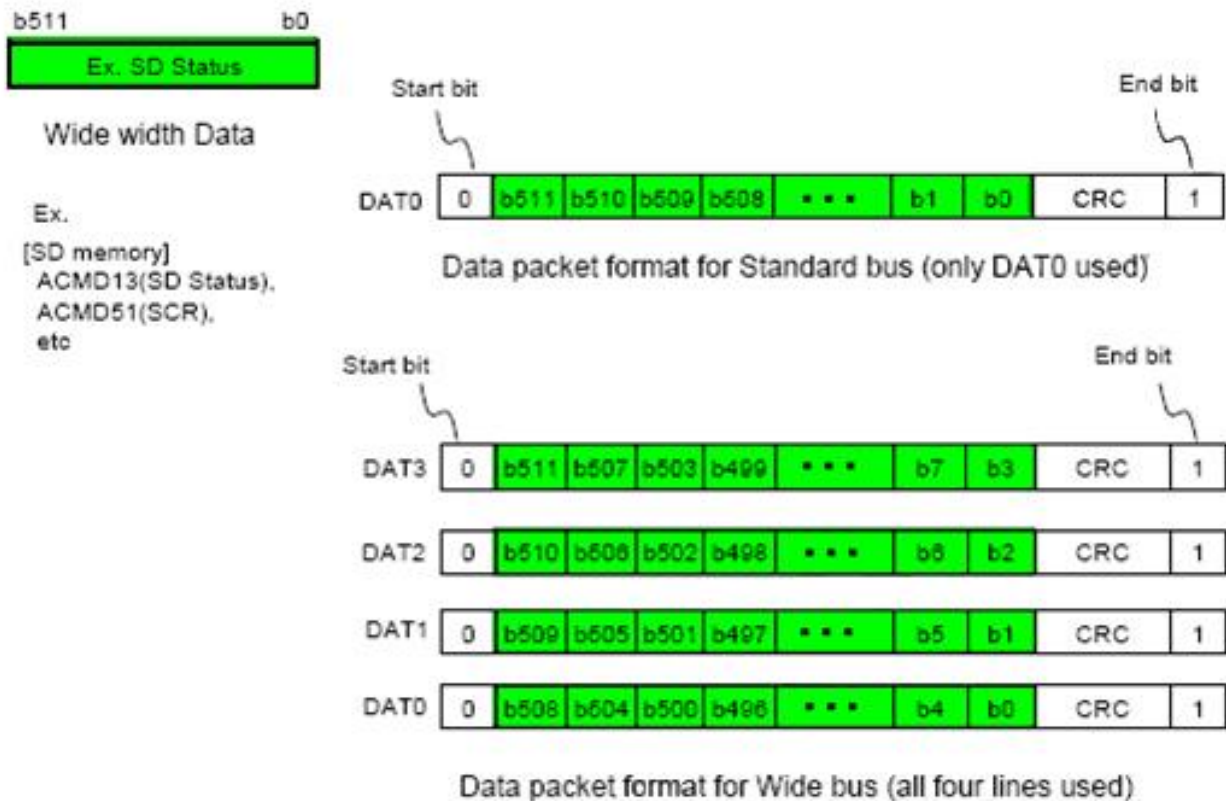 b511 b0
Ex. SD Status
Wide width Data
Ex.
[SD memory]
ACMD13(SD Status),
ACMD51(SCR),
etc
Start bit End bit
DAT0 0 b511 b510 b509 b508 ▪ ▪ ▪ b1 b0 CRC 1
Data packet format for Standard bus (only DAT0 used)
Start bit End bit
DAT3 0 b511 b507 b503 b499 ▪ ▪ ▪ b7 b3 CRC 1
DAT2 0 b510 b506 b502 b498 ▪ ▪ ▪ b6 b2 CRC 1
DAT1 0 b509 b505 b501 b497 ▪ ▪ ▪ b5 b1 CRC 1
DAT0 0 b508 b504 b500 b496 ▪ ▪ ▪ b4 b0 CRC 1
Data packet format for Wide bus (all four lines used)